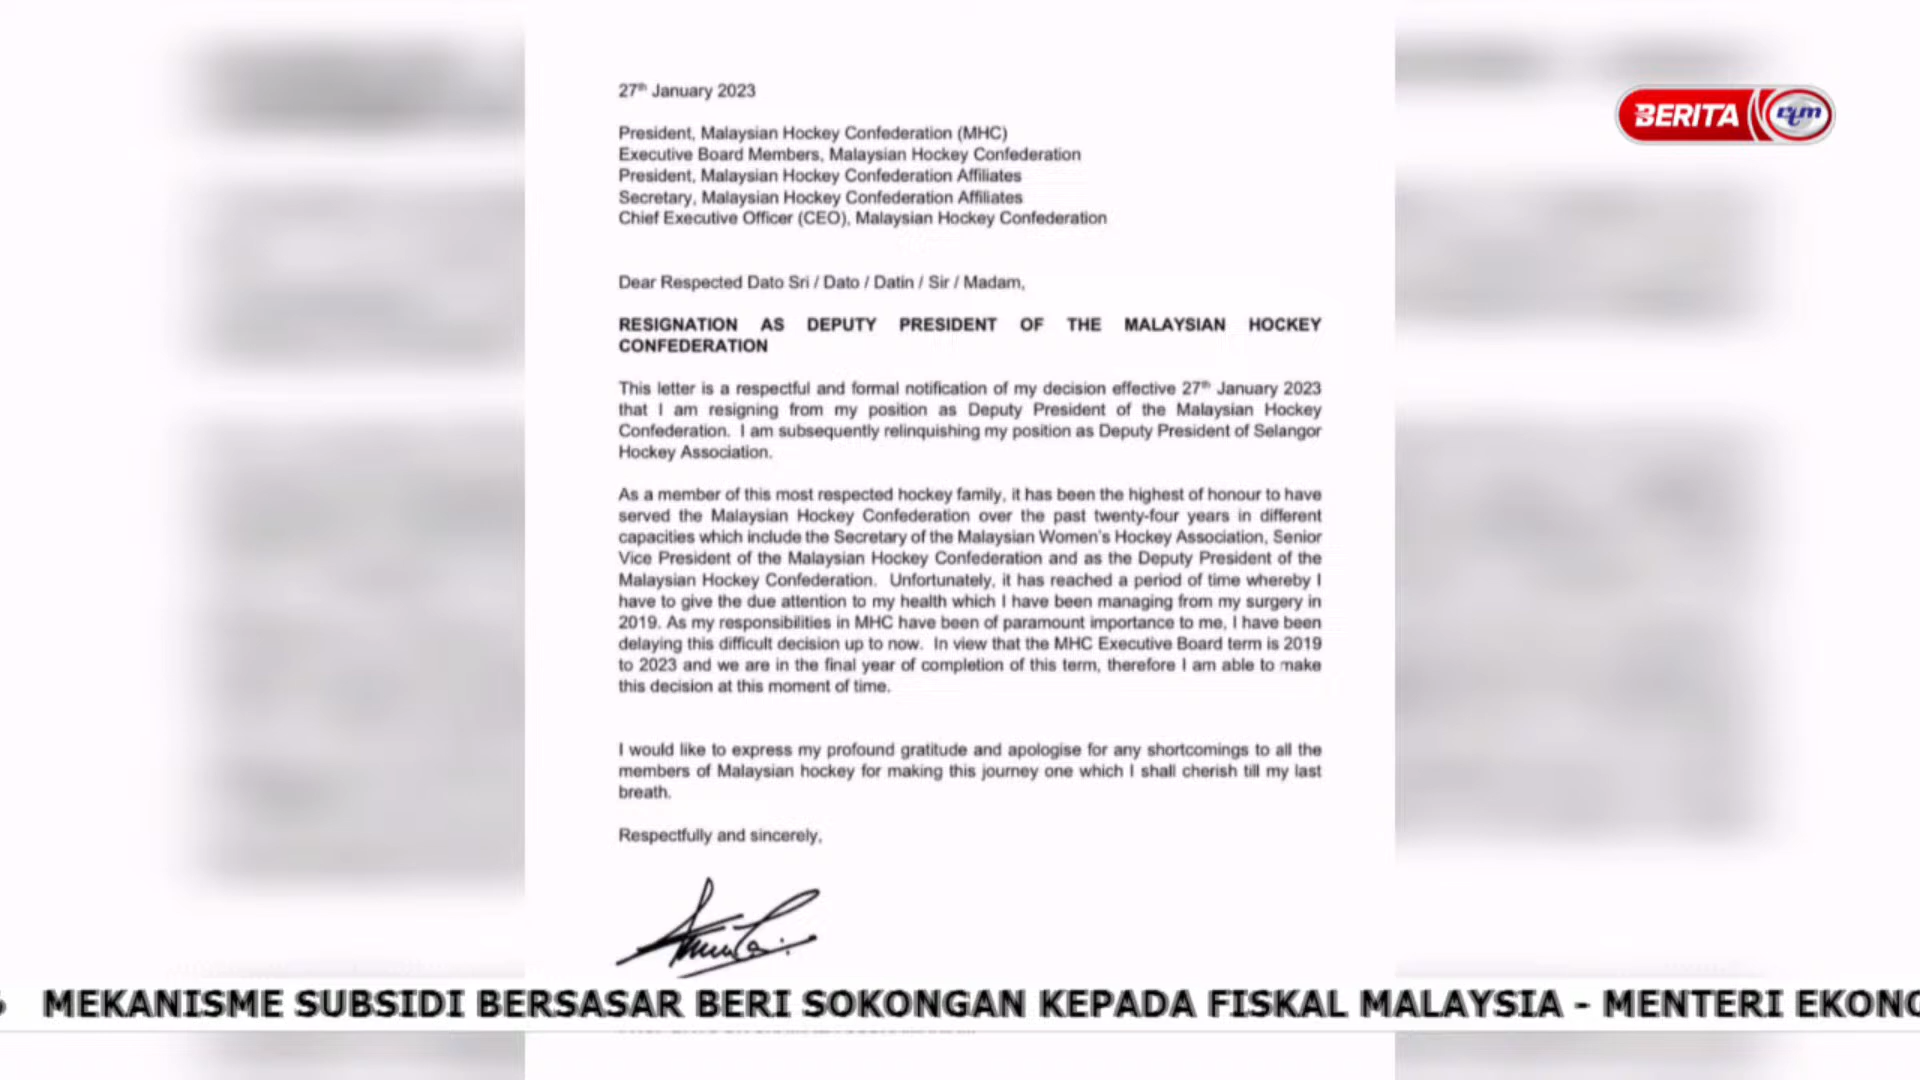 27th January 2023
BERITA rtm
President, Malaysian Hockey Confederation (MHC)
Executive Board Members, Malaysian Hockey Confederation
President, Malaysian Hockey Confederation Affiliates
Secretary, Malaysian Hockey Confederation Affiliates
Chief Executive Officer (CEO), Malaysian Hockey Confederation
Dear Respected Dato Sri / Dato / Datin / Sir / Madam,
RESIGNATION AS DEPUTY PRESIDENT OF THE MALAYSIAN HOCKEY
CONFEDERATION
This letter is a respectful and formal notification of my decision effective 27th January 2023
that I am resigning from my position as Deputy President of the Malaysian Hockey
Confederation. I am subsequently relinquishing my position as Deputy President of Selangor
Hockey Association.
As a member of this most respected hockey family, it has been the highest of honour to have
served the Malaysian Hockey Confederation over the past twenty-four years in different
capacities which include the Secretary of the Malaysian Women's Hockey Association, Senior
Vice President of the Malaysian Hockey Confederation and as the Deputy President of the
Malaysian Hockey Confederation. Unfortunately, it has reached a period of time whereby I
have to give the due attention to my health which I have been managing from my surgery in
2019. As my responsibilities in MHC have been of paramount importance to me, I have been
delaying this difficult decision up to now. In view that the MHC Executive Board term is 2019
to 2023 and we are in the final year of completion of this term, therefore I am able to make
this decision at this moment of time.
I would like to express my profound gratitude and apologise for any shortcomings to all the
members of Malaysian hockey for making this journey one which I shall cherish till my last
breath.
Respectfully and sincerely,
MEKANISME SUBSIDI BERSASAR BERI SOKONGAN KEPADA FISKAL MALAYSIA - MENTERI EKONO